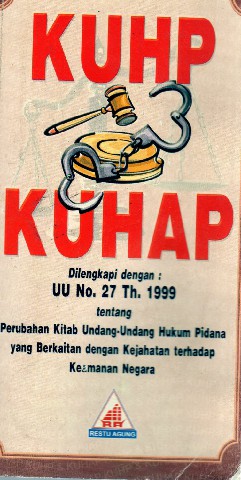 KUHP
KUHAP
Dilengkapi dengan :
UU No. 27 Th. 1999
tentang
Perubahan Kitab Undang-Undang Hukum Pidana
yang Berkaitan dengan Kejahatan terhadap
Keamanan Negara
RA
RESTU AGUNG